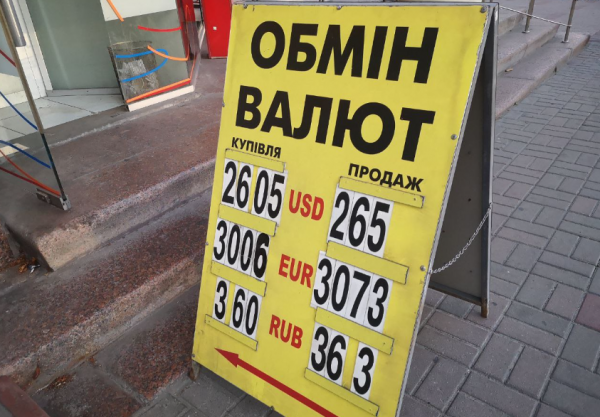 ОБМІН
ВАЛЮТ
КУПІВЛЯ ПРОДАЖ
26 05 USD 265
3006 EUR 3073
3 60 RUB 36 3